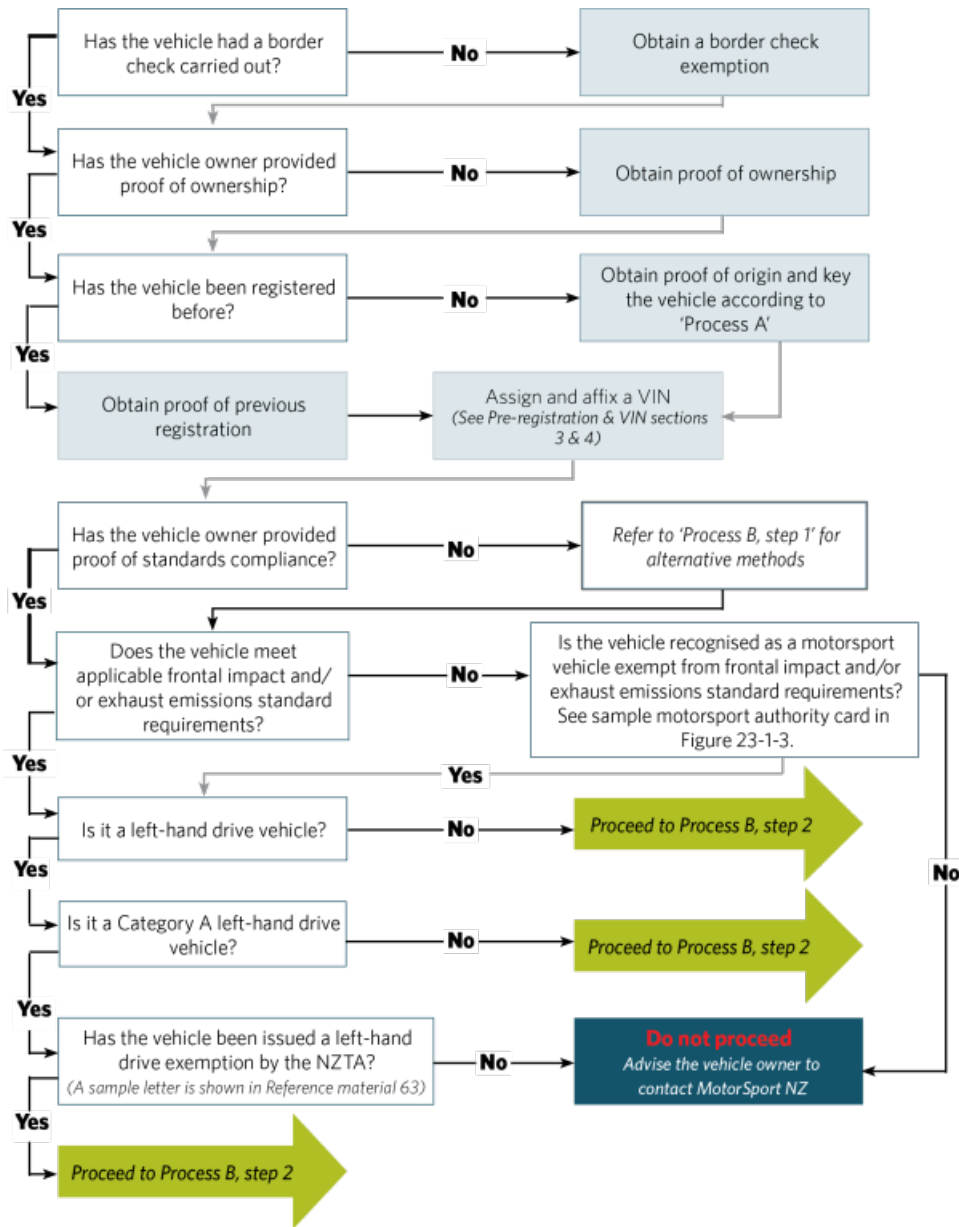 Has the vehicle had a border
check carried out?
No
Obtain a border check
exemption
Yes
Has the vehicle owner provided
proof of ownership?
No
Obtain proof of ownership
Yes
Has the vehicle been registered
before?
No
Obtain proof of origin and key
the vehicle according to
'Process A'
Yes
Obtain proof of previous
registration
Assign and affix a VIN
(See Pre-registration & VIN sections
3 & 4)
Has the vehicle owner provided
proof of standards compliance?
No
Refer to 'Process B, step 1' for
alternative methods
Yes
Does the vehicle meet
applicable frontal impact and/
or exhaust emissions standard
requirements?
No
Is the vehicle recognised as a motorsport
vehicle exempt from frontal impact and/or
exhaust emissions standard requirements?
See sample motorsport authority card in
Figure 23-1-3.
Yes
Yes
Is it a left-hand drive vehicle?
No
Proceed to Process B, step 2
No
Yes
Is it a Category A left-hand drive
vehicle?
No
Proceed to Process B, step 2
Yes
Has the vehicle been issued a left-hand
drive exemption by the NZTA?
(A sample letter is shown in Reference material 63)
No
Do not proceed
Advise the vehicle owner to
contact MotorSport NZ
Yes
Proceed to Process B, step 2